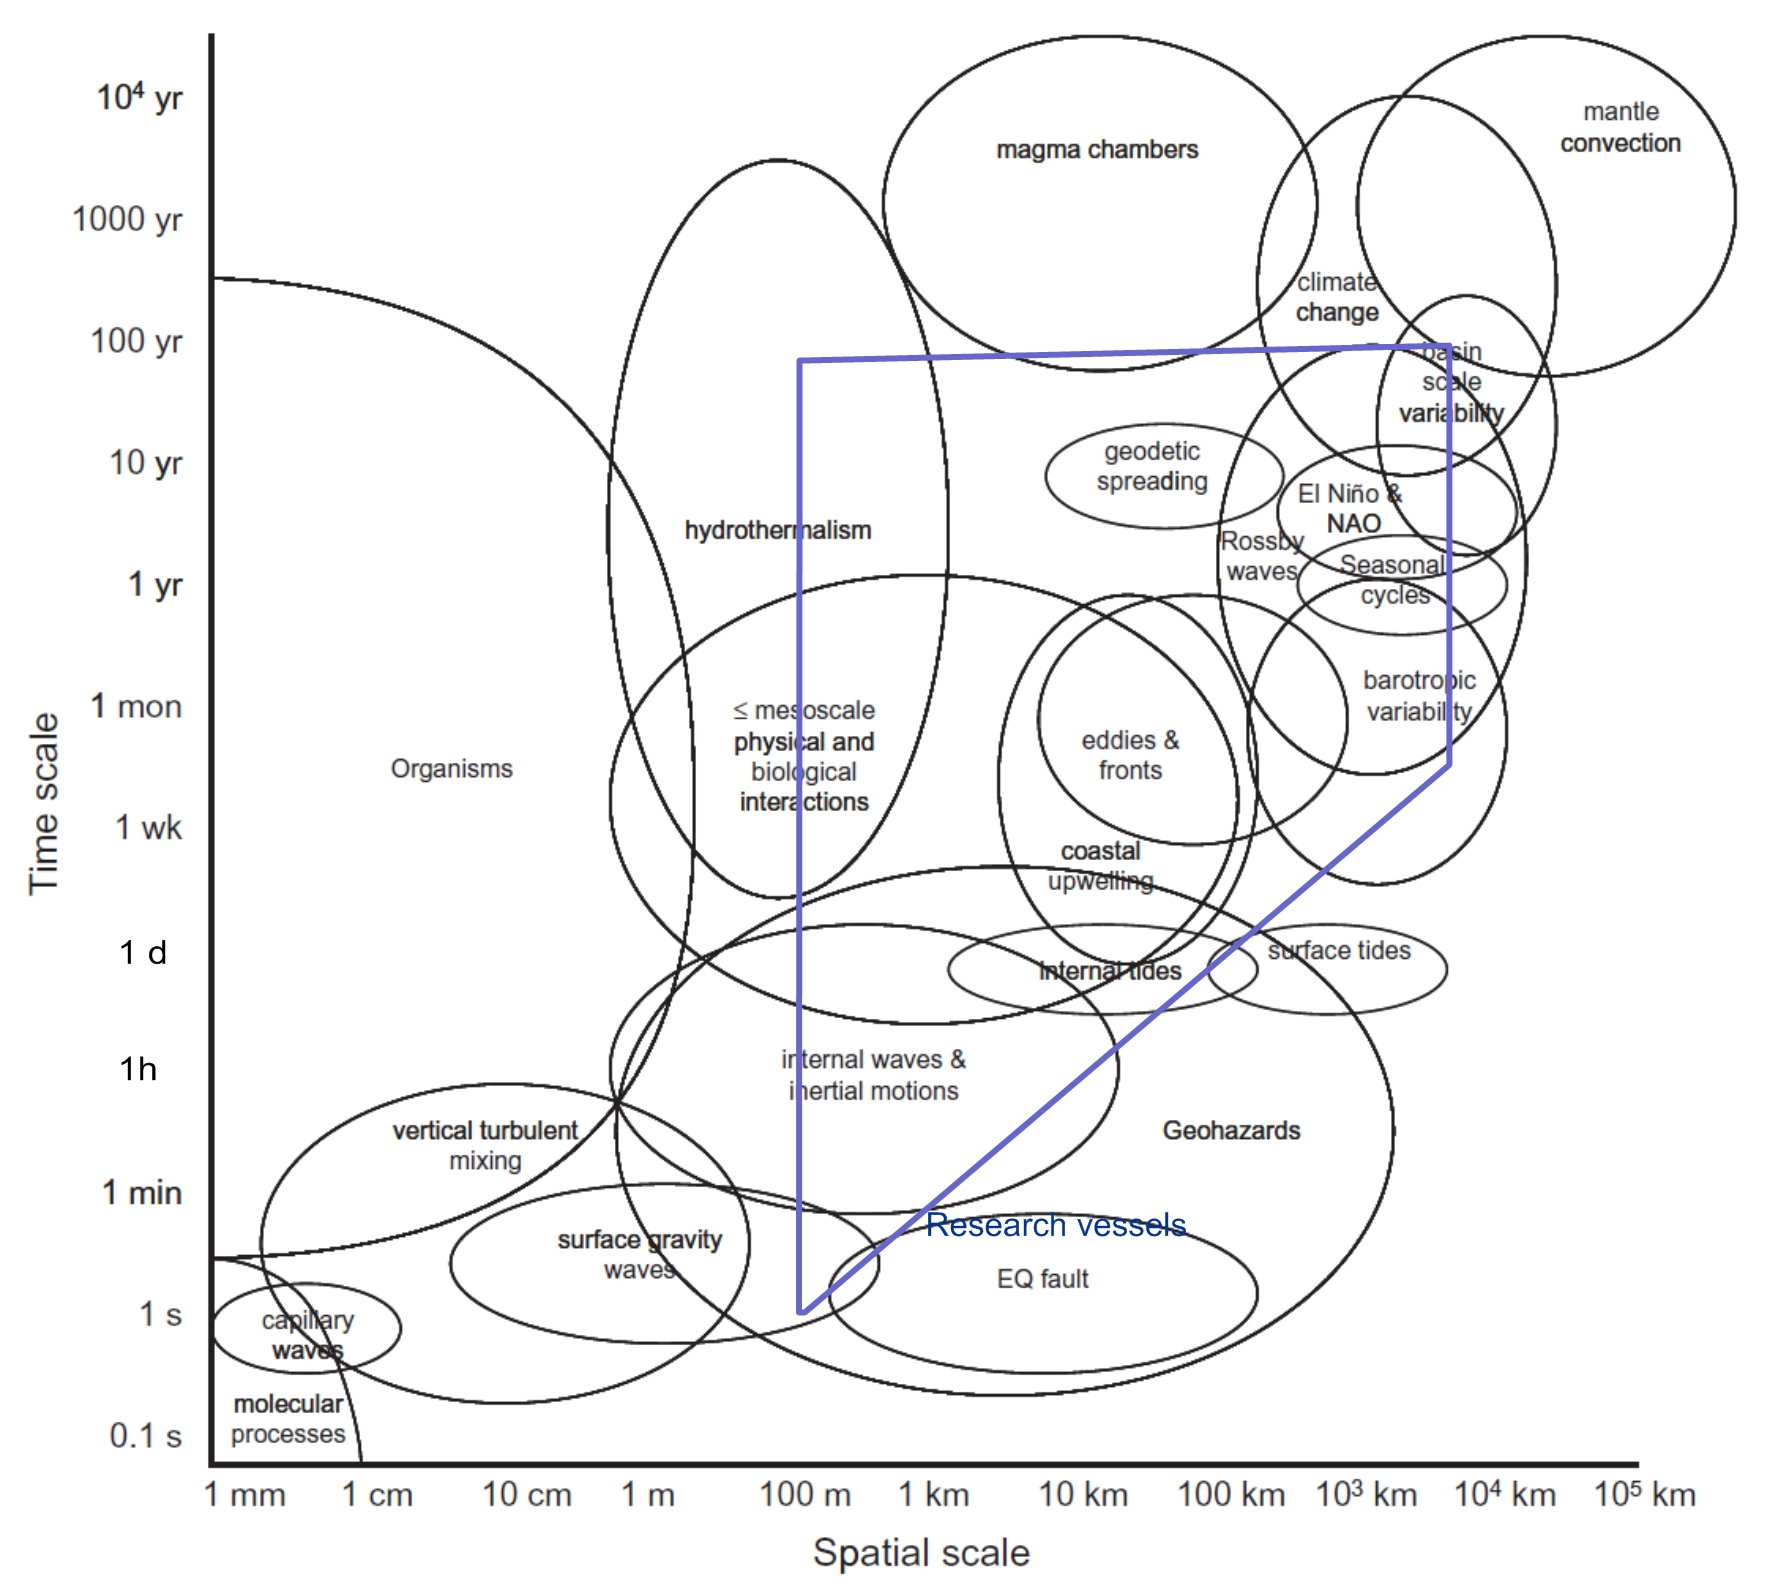 10⁴ yr
1000 yr
100 yr
10 yr
1 yr
1 mon
1 wk
1 d
1h
1 min
1 s
0.1 s
Time scale
magma chambers
mantle
convection
climate
change
basin
scale
variability
geodetic
spreading
El Niño &
NAO
hydrothermalism
Rossby
waves
Seasonal
cycles
barotropic
variability
≤ mesoscale
physical and
biological
interactions
eddies &
fronts
Organisms
coastal
upwelling
internal tides
surface tides
internal waves &
inertial motions
vertical turbulent
mixing
Geohazards
Research vessels
surface gravity
waves
EQ fault
capillary
waves
molecular
processes
1 mm 1 cm 10 cm 1 m 100 m 1 km 10 km 100 km 10³ km 10⁴ km 10⁵ km
Spatial scale